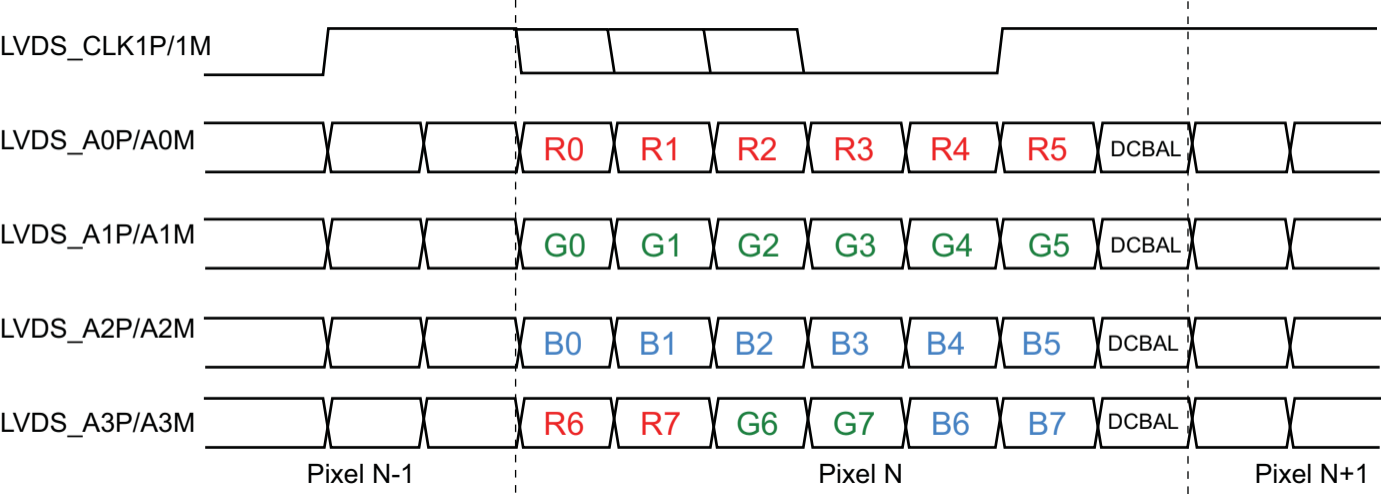 LVDS_CLK1P/1M
LVDS_A0P/A0M R0 R1 R2 R3 R4 R5 DCBAL
LVDS_A1P/A1M G0 G1 G2 G3 G4 G5 DCBAL
LVDS_A2P/A2M B0 B1 B2 B3 B4 B5 DCBAL
LVDS_A3P/A3M R6 R7 G6 G7 B6 B7 DCBAL
Pixel N-1 Pixel N Pixel N+1